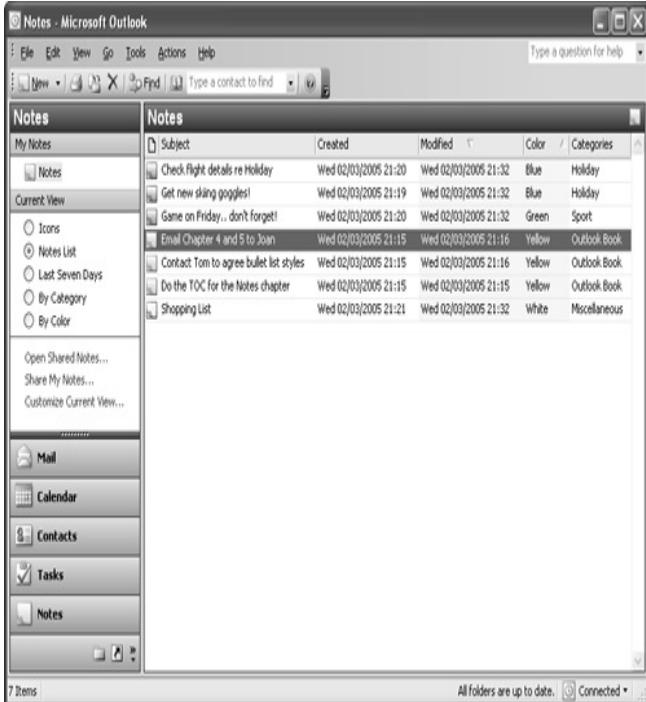 Notes - Microsoft Outlook
File Edit View Go Tools Actions Help Type a question for help
New Find Type a contact to find
Notes
My Notes
Notes
Current View
Icons
Notes List
Last Seven Days
By Category
By Color
Open Shared Notes...
Share My Notes...
Customize Current View...
Mail
Calendar
Contacts
Tasks
Notes
Notes
Subject Created Modified Color Categories
Check flight details re Holiday Wed 02/03/2005 21:20 Wed 02/03/2005 21:32 Blue Holiday
Get new skiing goggles! Wed 02/03/2005 21:19 Wed 02/03/2005 21:32 Blue Holiday
Game on Friday.. don't forget! Wed 02/03/2005 21:20 Wed 02/03/2005 21:32 Green Sport
Email Chapter 4 and 5 to Joan Wed 02/03/2005 21:15 Wed 02/03/2005 21:16 Yellow Outlook Book
Contact Tom to agree bullet list styles Wed 02/03/2005 21:15 Wed 02/03/2005 21:16 Yellow Outlook Book
Do the TOC for the Notes chapter Wed 02/03/2005 21:15 Wed 02/03/2005 21:15 Yellow Outlook Book
Shopping List Wed 02/03/2005 21:21 Wed 02/03/2005 21:32 White Miscellaneous
7 Items All folders are up to date. Connected